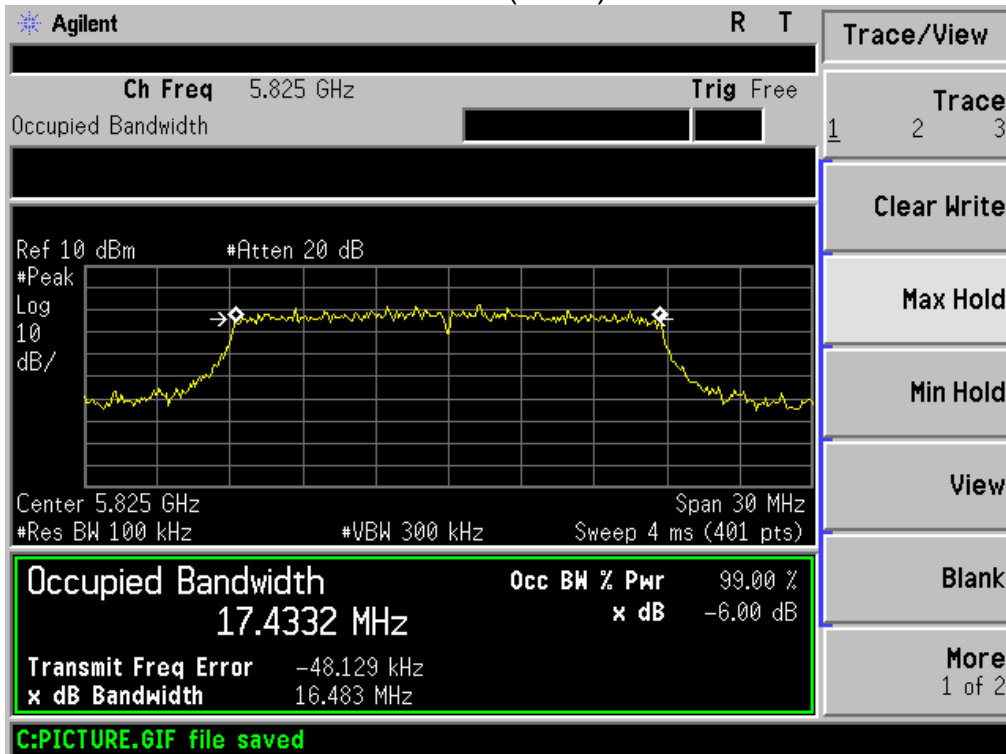 Agilent R T
Ch Freq 5.825 GHz Trig Free
Occupied Bandwidth
Ref 10 dBm #Atten 20 dB
#Peak
Log
10
dB/
Center 5.825 GHz Span 30 MHz
#Res BW 100 kHz #VBW 300 kHz Sweep 4 ms (401 pts)
Occupied Bandwidth Occ BW % Pwr 99.00 %
17.4332 MHz x dB -6.00 dB
Transmit Freq Error -48.129 kHz
x dB Bandwidth 16.483 MHz
C:PICTURE.GIF file saved
Trace/View
Trace
1 2 3
Clear Write
Max Hold
Min Hold
View
Blank
More
1 of 2